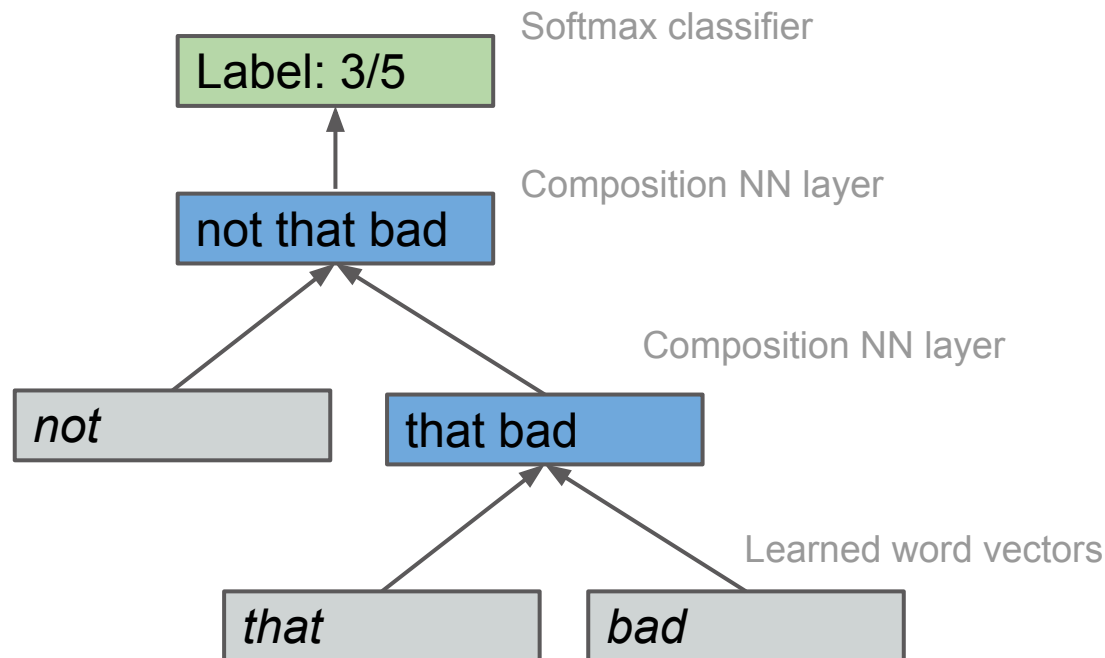 Softmax classifier
Label: 3/5
Composition NN layer
not that bad
Composition NN layer
not
that bad
Learned word vectors
that
bad